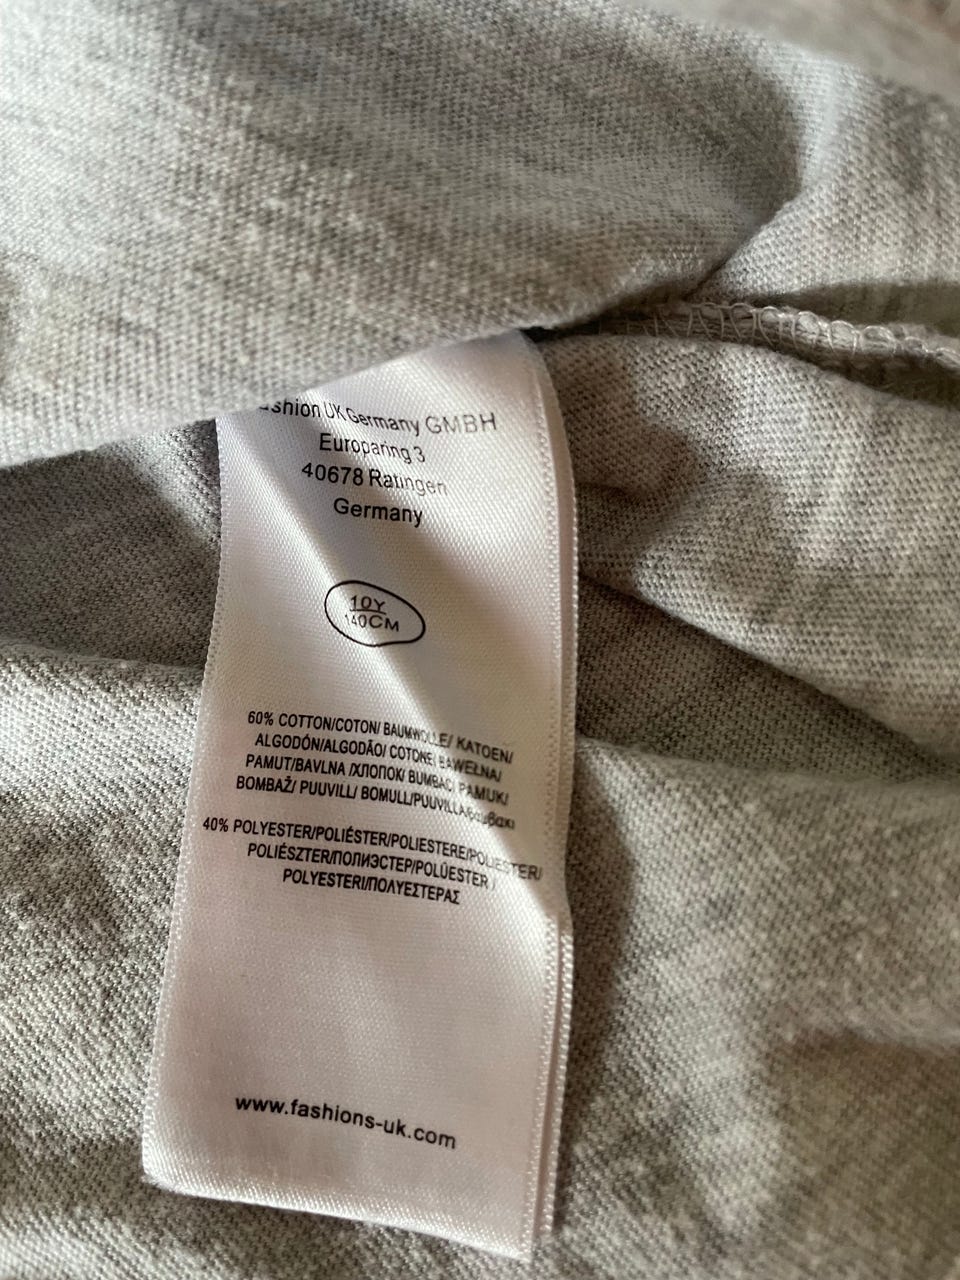 UK Germany GMBH
Europaring 3
40678 Ratingen
Germany
10Y
140CM
60% COTTON/COTON/ BAUMWOLLE/ KATOEN/
ALGODÓN/ALGODÃO/ COTONE/ BAWEŁNA/
PAMUT/BAVLNA /ХЛОПОК/ BUMBAC/ PAMUK/
BOMBAŽ/ PUUVILL/ BOMULL/PUUVILLA/βαμβακι
40% POLYESTER/POLIÉSTER/POLIESTERE/POLIESTER/
POLIÉSZTER/ПОЛИЭСТЕР/POLÜESTER /
POLYESTERI/ΠΟΛΥΕΣΤΕΡΑΣ
www.fashions-uk.com